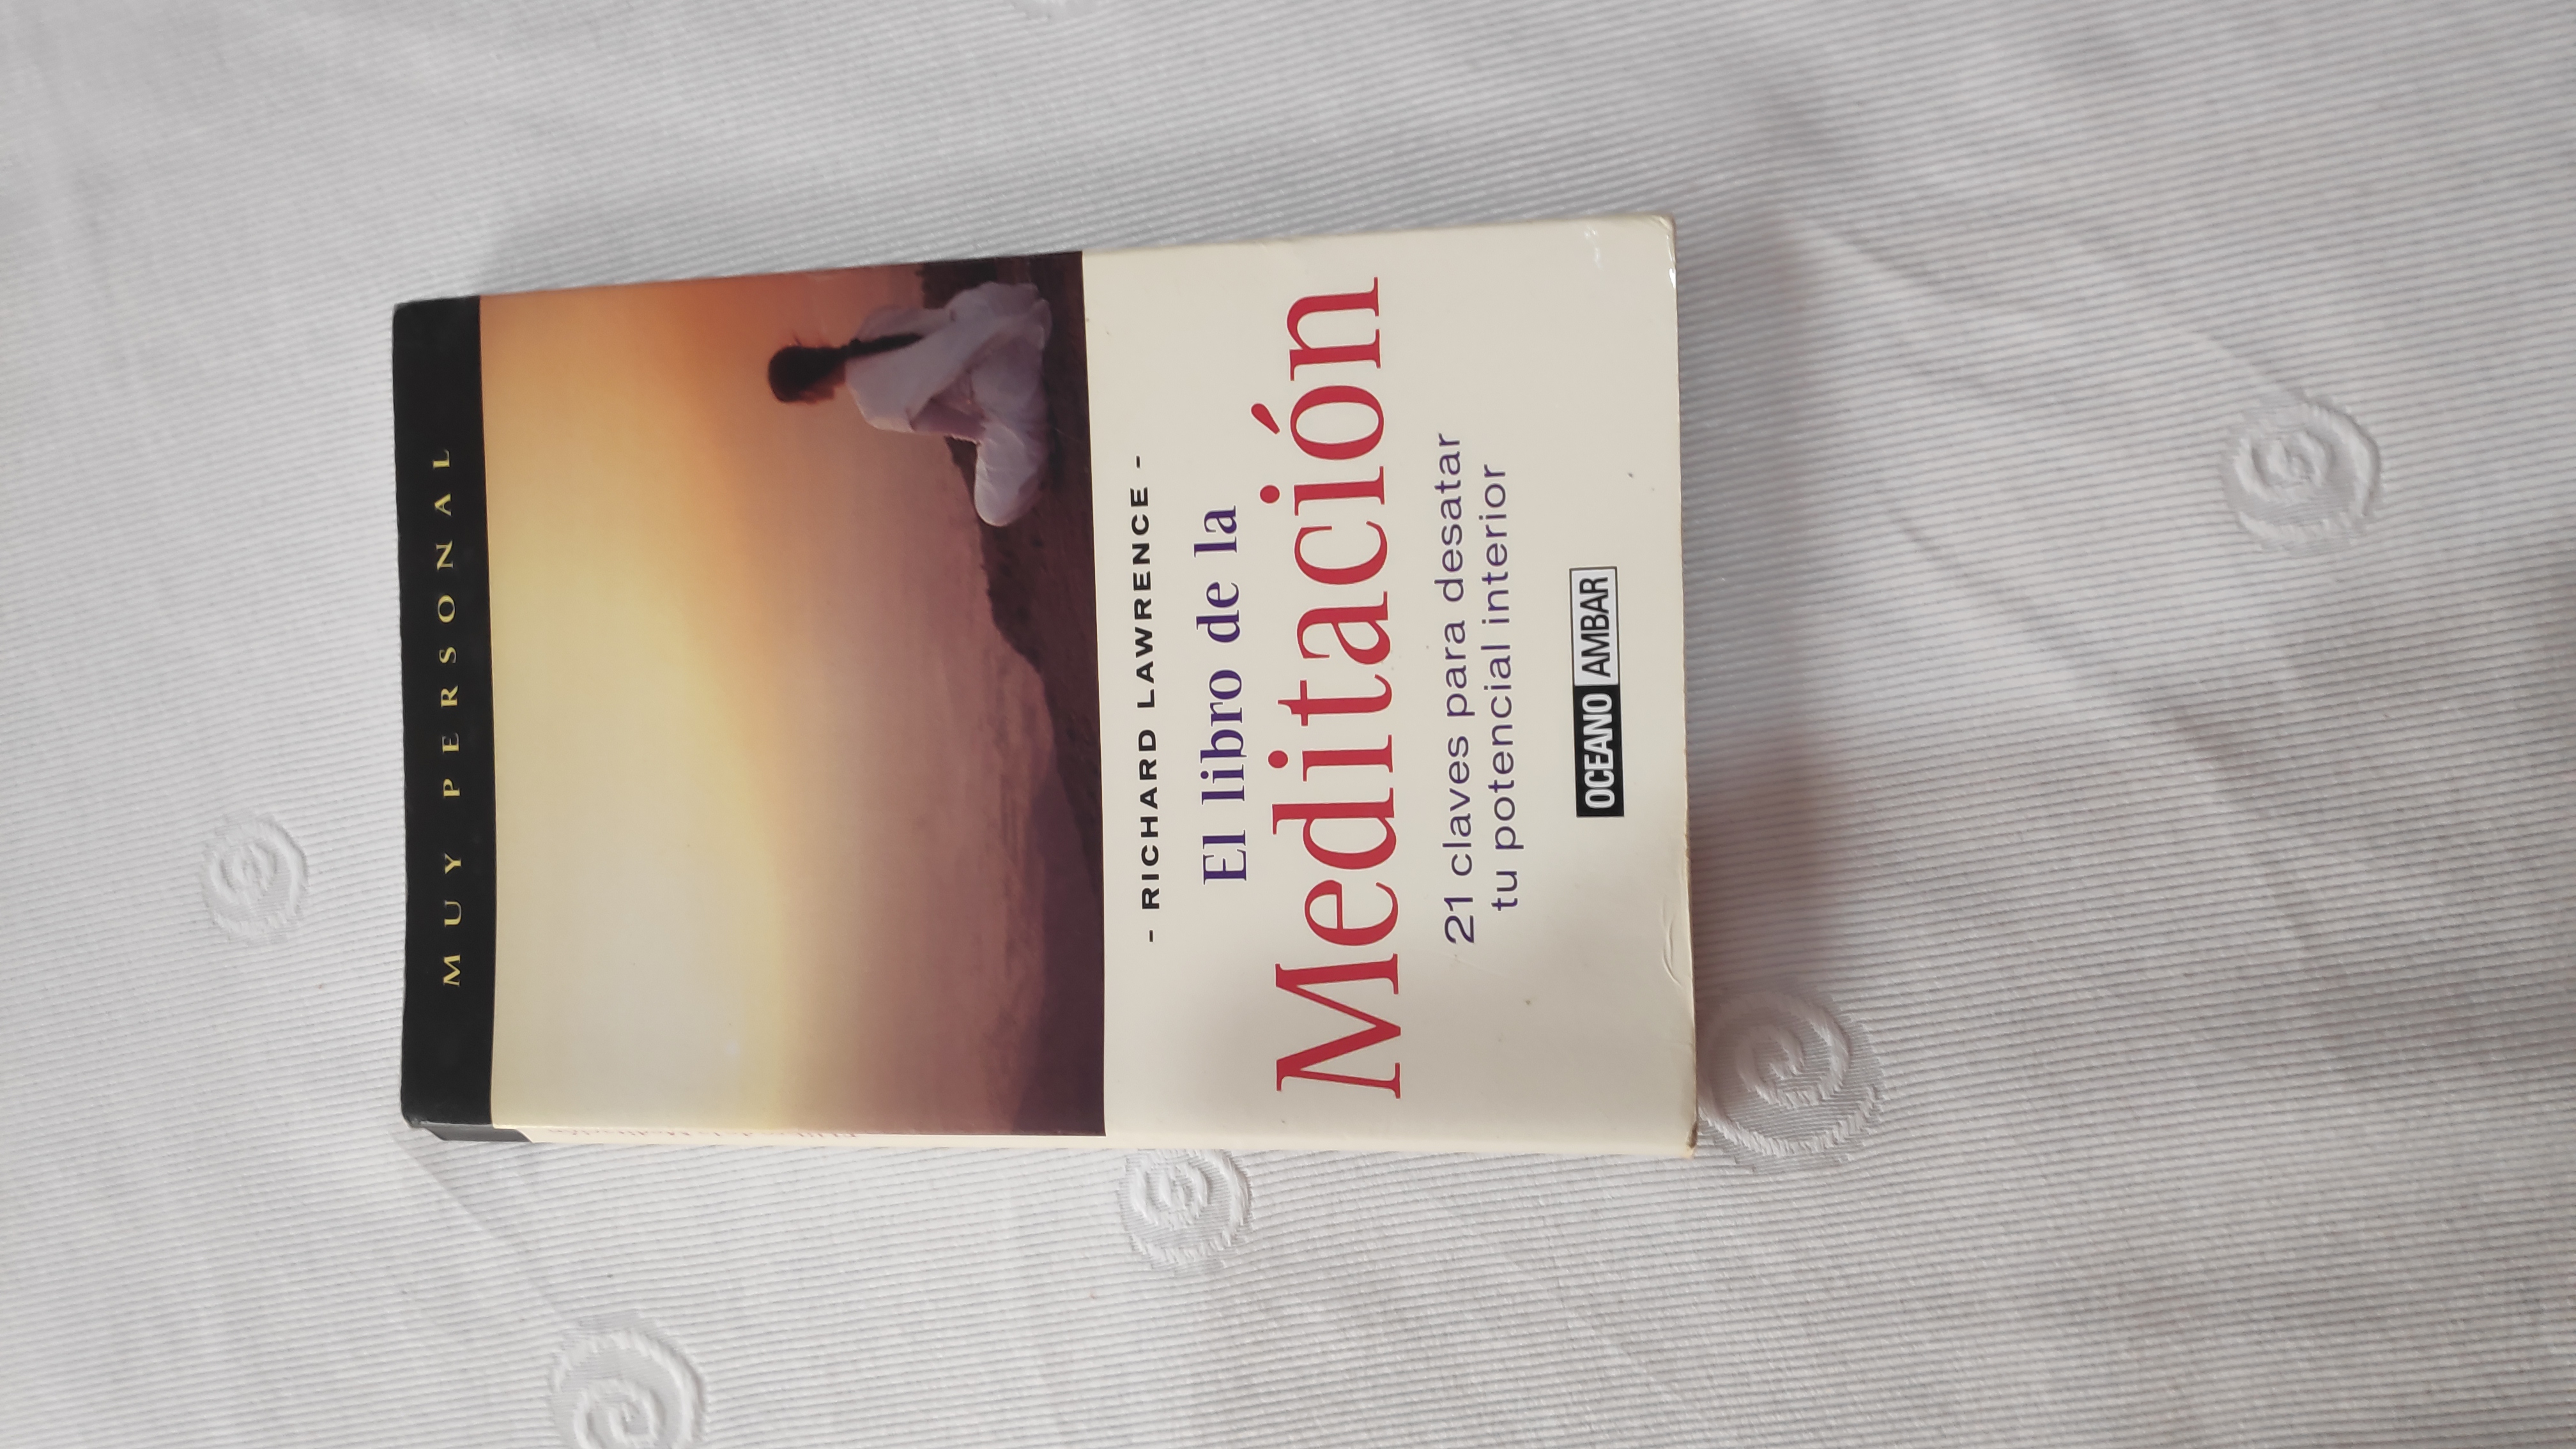 MUY PERSONAL
- RICHARD LAWRENCE -
El libro de la
Meditación
21 claves para desatar
tu potencial interior
OCEANO AMBAR